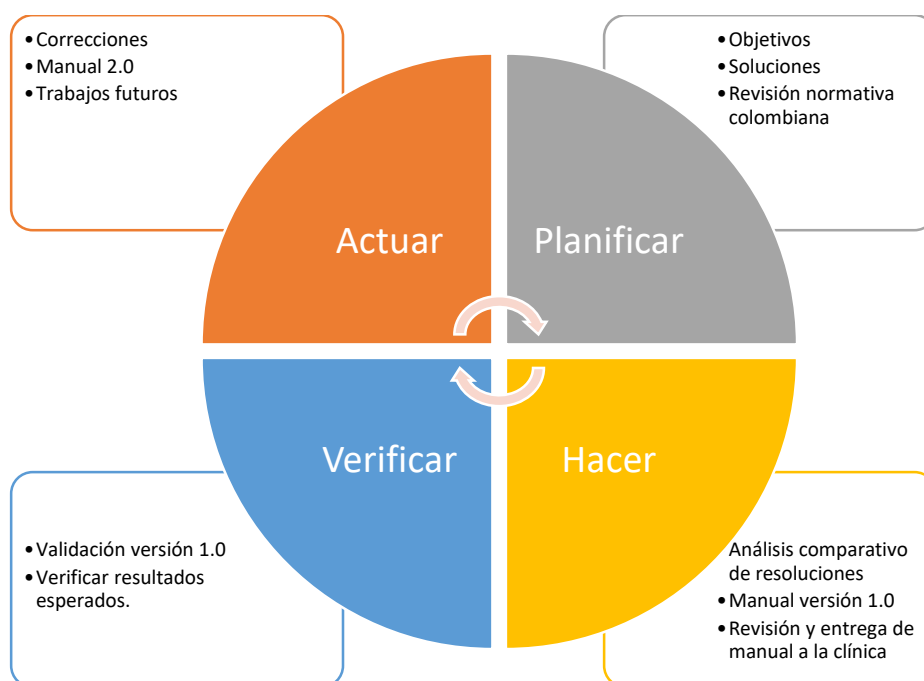 •Correcciones
•Manual 2.0
•Trabajos futuros
•Objetivos
•Soluciones
•Revisión normativa
colombiana
Actuar
Planificar
Verificar
Hacer
•Validación versión 1.0
•Verificar resultados
esperados.
Análisis comparativo
de resoluciones
•Manual versión 1.0
•Revisión y entrega de
manual a la clínica